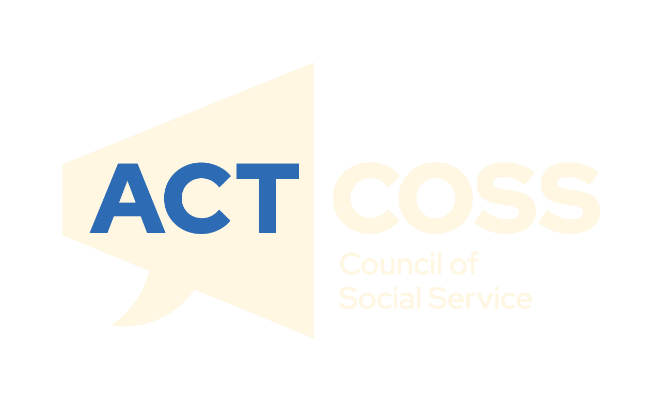 ACT COSS
Council of
Social Service